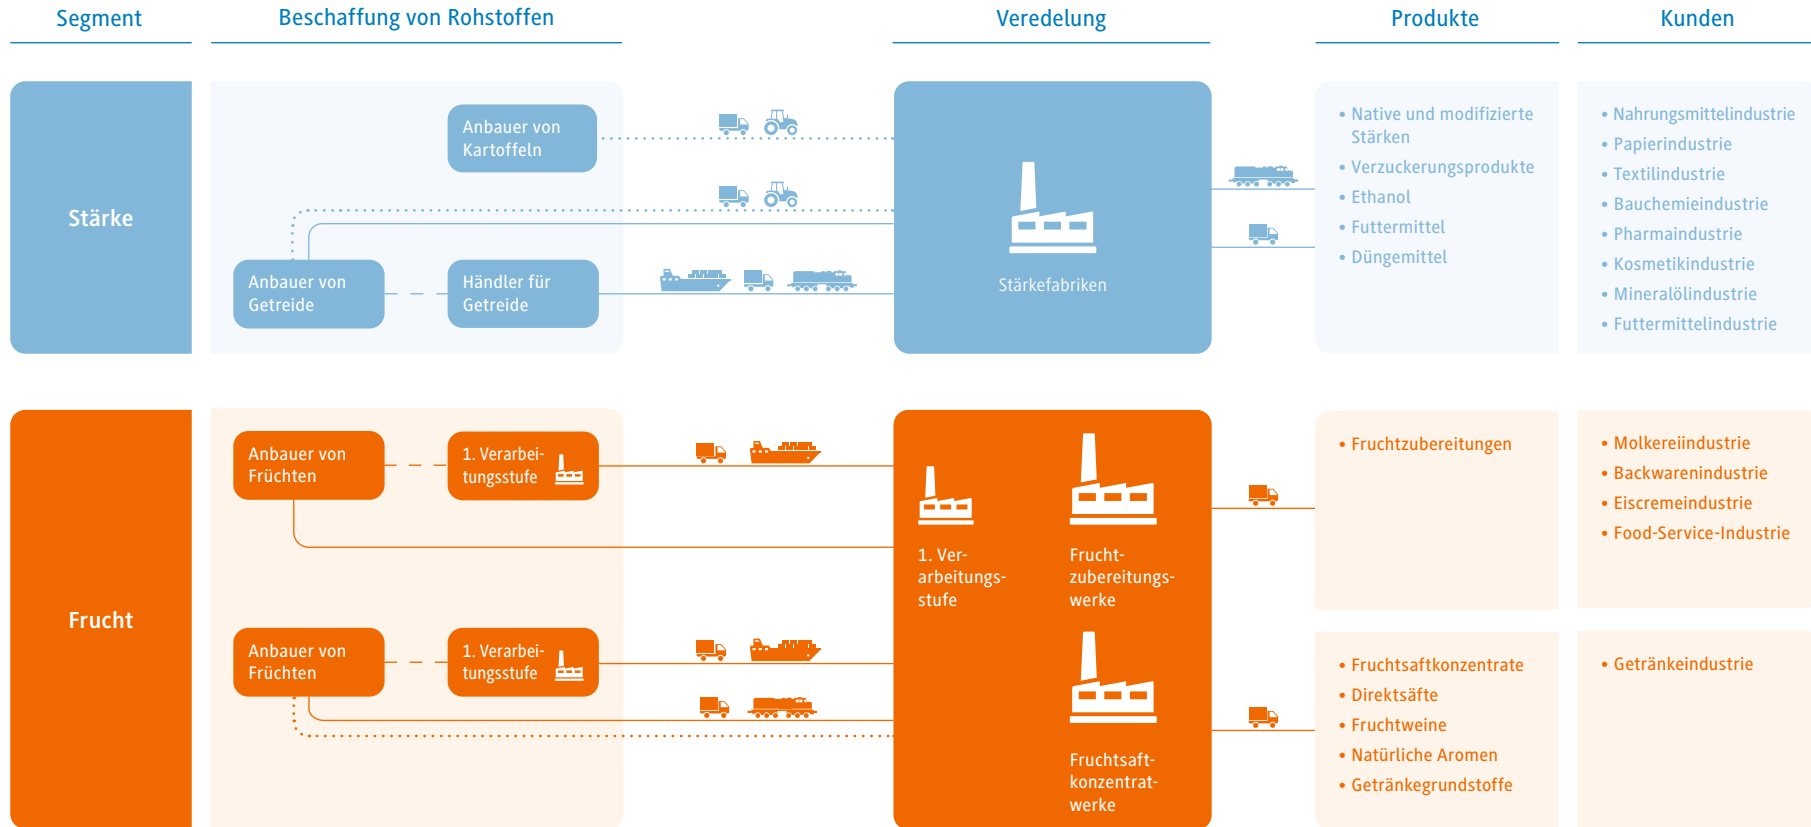 Segment
Beschaffung von Rohstoffen
Veredelung
Produkte
Kunden
Stärke
Anbauer von
Kartoffeln
Anbauer von
Getreide
Händler für
Getreide
Stärkefabriken
• Native und modifizierte
Stärken
• Verzuckerungsprodukte
• Ethanol
• Futtermittel
• Düngemittel
• Nahrungsmittelindustrie
• Papierindustrie
• Textilindustrie
• Bauchemieindustrie
• Pharmaindustrie
• Kosmetikindustrie
• Mineralölindustrie
• Futtermittelindustrie
Frucht
Anbauer von
Früchten
1. Verarbei-
tungsstufe
1. Ver-
arbeitungs-
stufe
Frucht-
zubereitungs-
werke
• Fruchtzubereitungen
• Molkereiindustrie
• Backwarenindustrie
• Eiscremeindustrie
• Food-Service-Industrie
Anbauer von
Früchten
1. Verarbei-
tungsstufe
Fruchtsaft-
konzentrat-
werke
• Fruchtsaftkonzentrate
• Direktsäfte
• Fruchtweine
• Natürliche Aromen
• Getränkegrundstoffe
• Getränkeindustrie